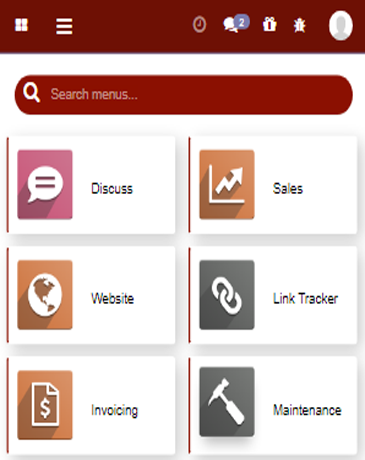 2
Search menus...
Discuss
Sales
Website
Link Tracker
Invoicing
Maintenance